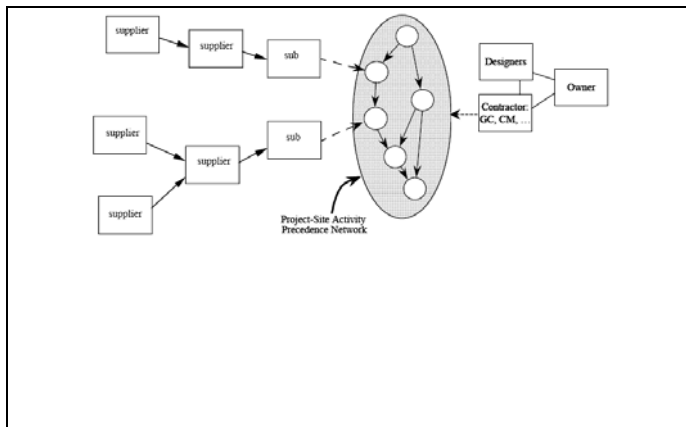 supplier
supplier
sub
Designers
Owner
Contractor:
GC, CM, ...
supplier
sub
supplier
supplier
Project-Site Activity
Precedence Network